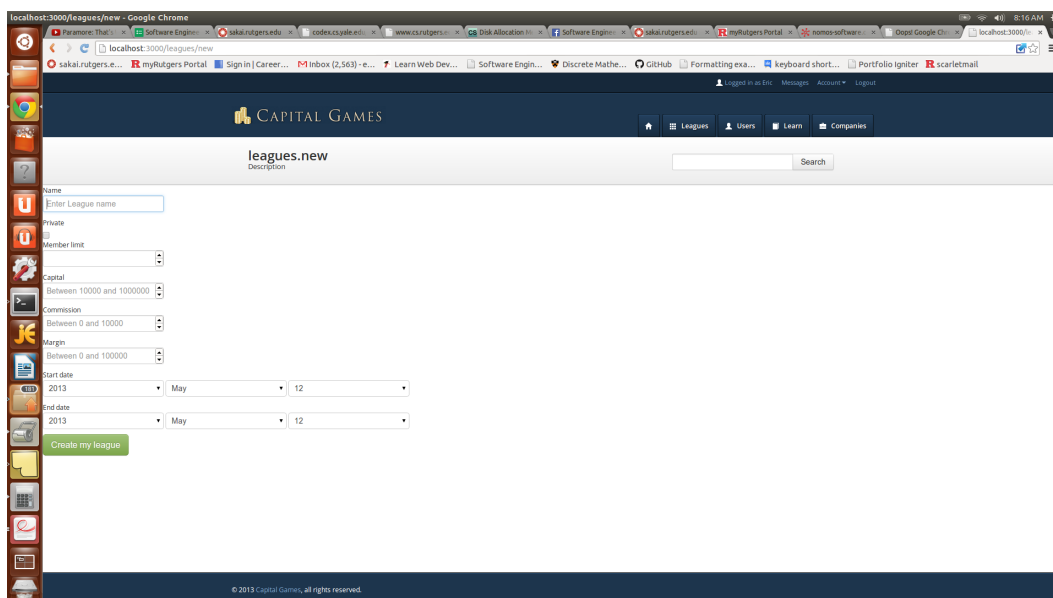 localhost:3000/leagues/new - Google Chrome 8:16 AM
Paramore: That's Software Enginee sakai.rutgers.edu codex.cs.yale.edu www.cs.rutgers.e CS Disk Allocation M Software Enginee sakai.rutgers.edu myRutgers Portal nomos-software Oops! Google Ch localhost:3000/le
localhost:3000/leagues/new
sakai.rutgers.e... myRutgers Portal Sign in | Career... Inbox (2,563) - e... Learn Web Dev... Software Engin... Discrete Mathe... GitHub Formatting exa... keyboard short... Portfolio Igniter scarletmail
Logged in as Eric Messages Account Logout
CAPITAL GAMES
Leagues Users Learn Companies
leagues.new
Description
Search
Name
Enter League name
Private
Member limit
Capital
Between 10000 and 1000000
Commission
Between 0 and 10000
Margin
Between 0 and 100000
Start date
2013 May 12
End date
2013 May 12
Create my league
© 2013 Capital Games, all rights reserved.